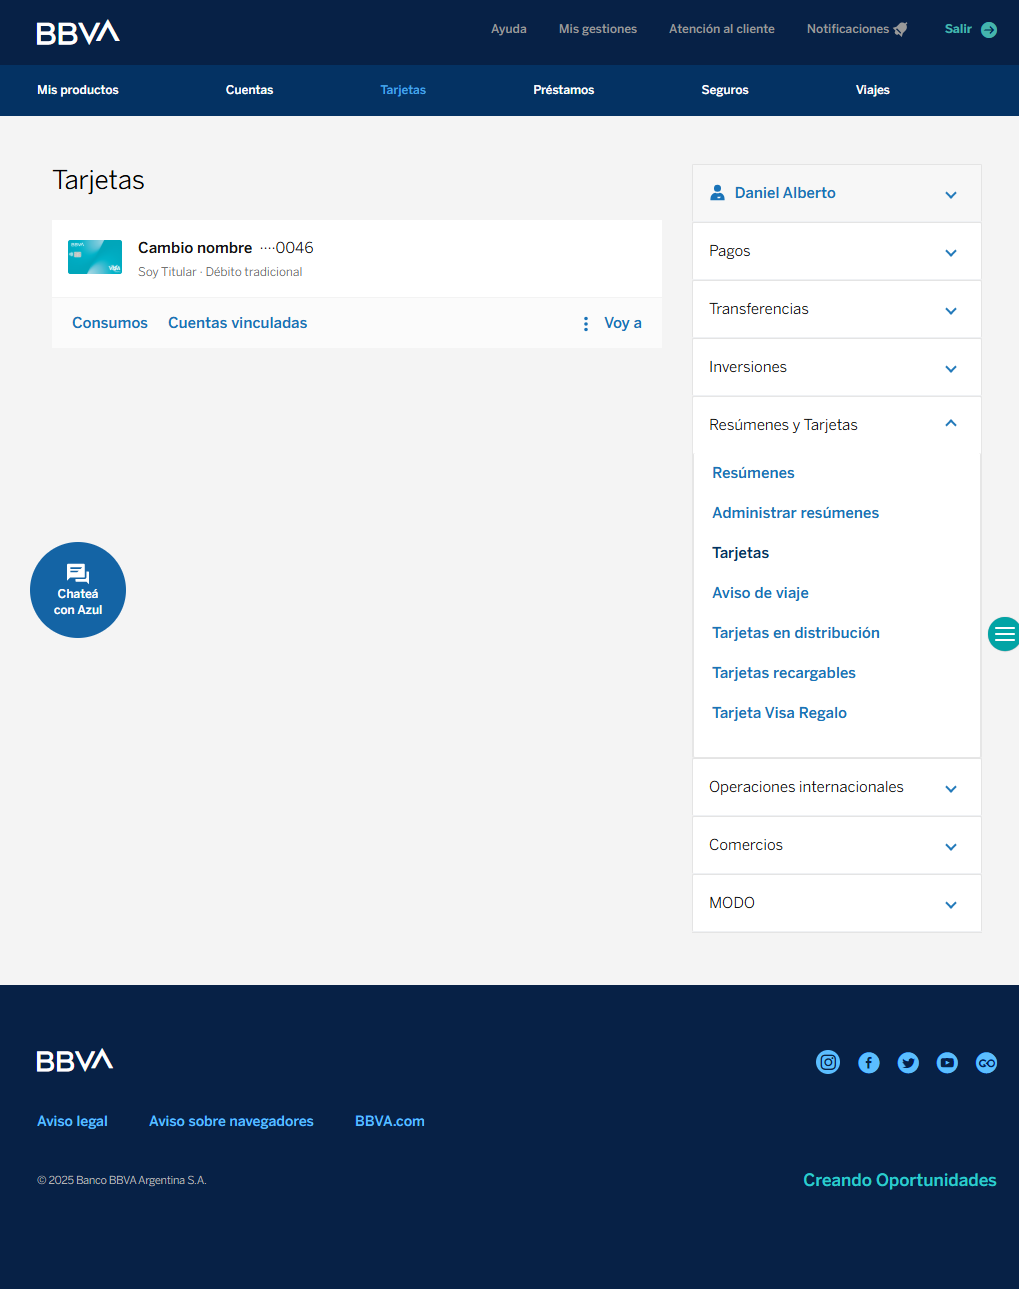 BBVA
Ayuda Mis gestiones Atención al cliente Notificaciones Salir
Mis productos Cuentas Tarjetas Préstamos Seguros Viajes
Tarjetas
Cambio nombre ····0046
Soy Titular · Débito tradicional
Consumos Cuentas vinculadas Voy a
Chateá
con Azul
Daniel Alberto
Pagos
Transferencias
Inversiones
Resúmenes y Tarjetas
Resúmenes
Administrar resúmenes
Tarjetas
Aviso de viaje
Tarjetas en distribución
Tarjetas recargables
Tarjeta Visa Regalo
Operaciones internacionales
Comercios
MODO
BBVA
Aviso legal Aviso sobre navegadores BBVA.com
© 2025 Banco BBVA Argentina S.A.
Creando Oportunidades